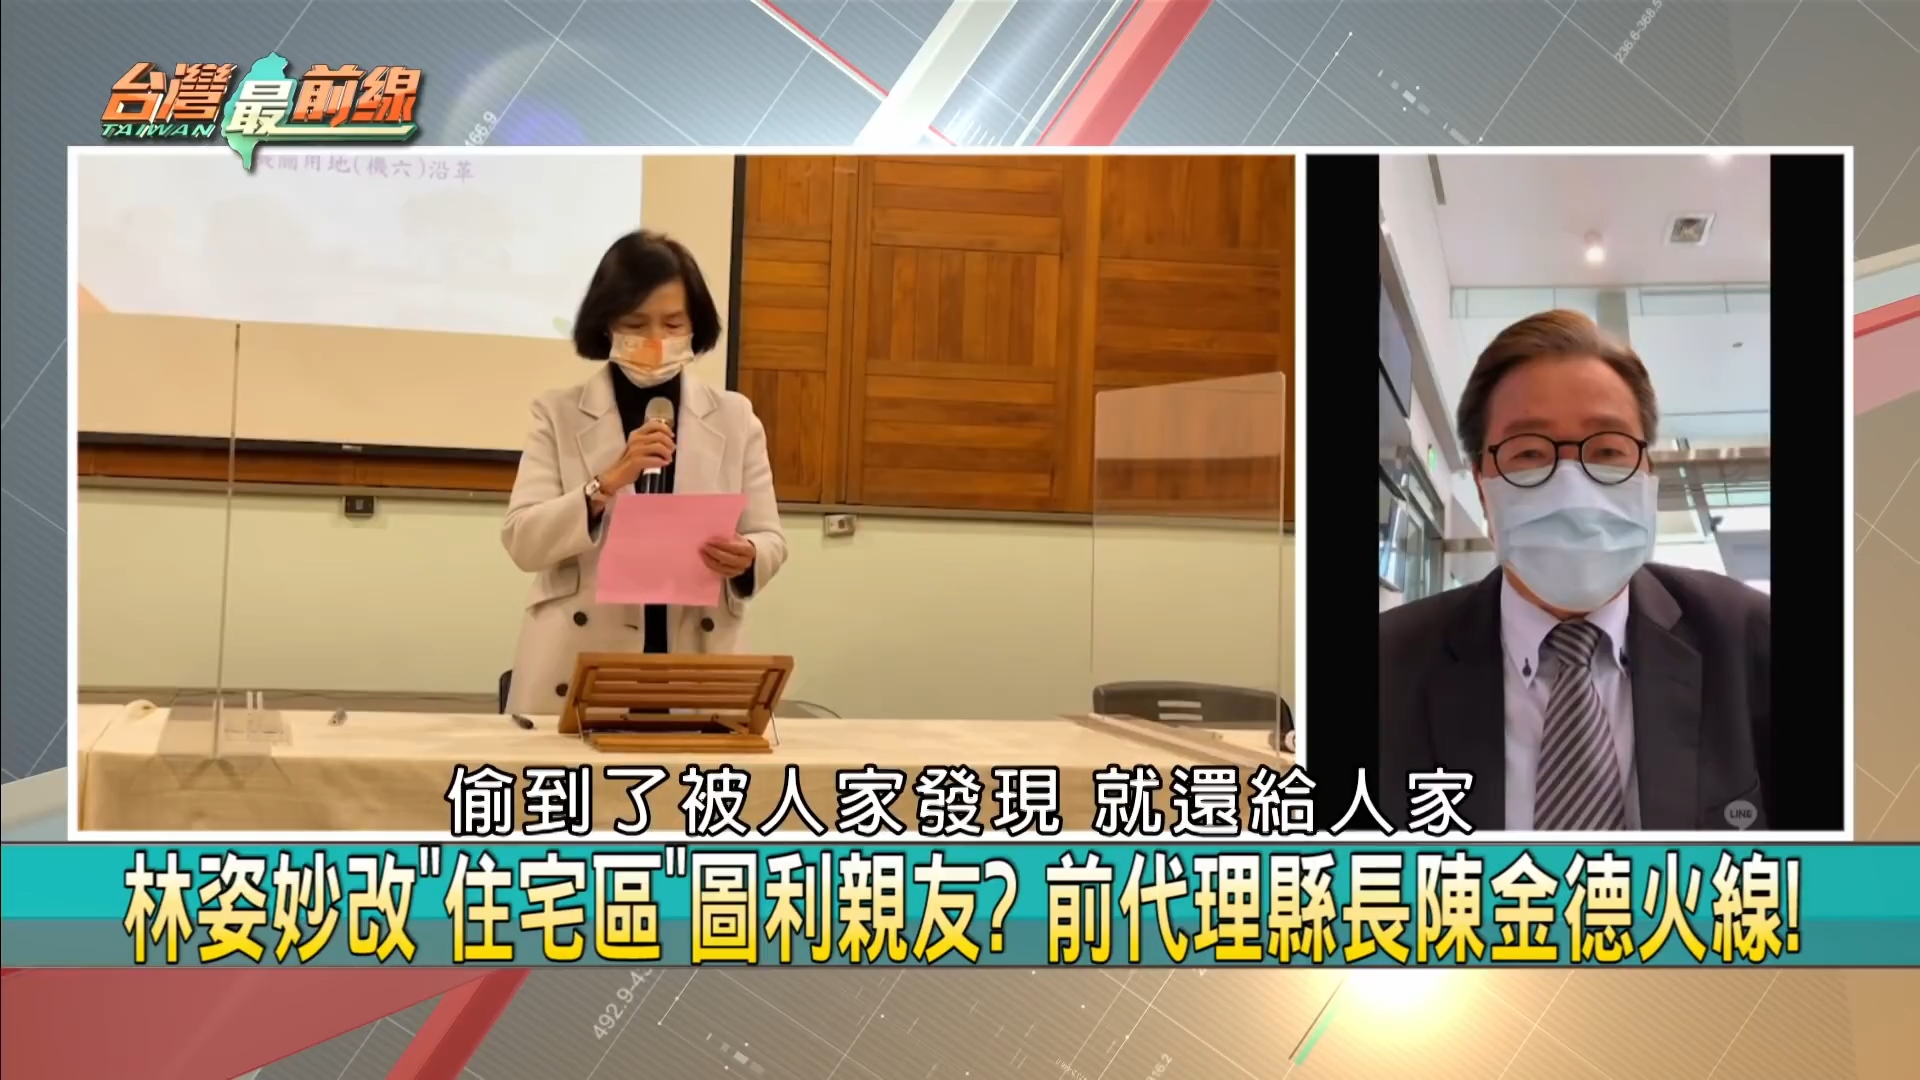 台灣最前線
TAIWAN
機關用地(機六)沿革
偷到了被人家發現 就還給人家
LINE
林姿妙改"住宅區"圖利親友? 前代理縣長陳金德火線!